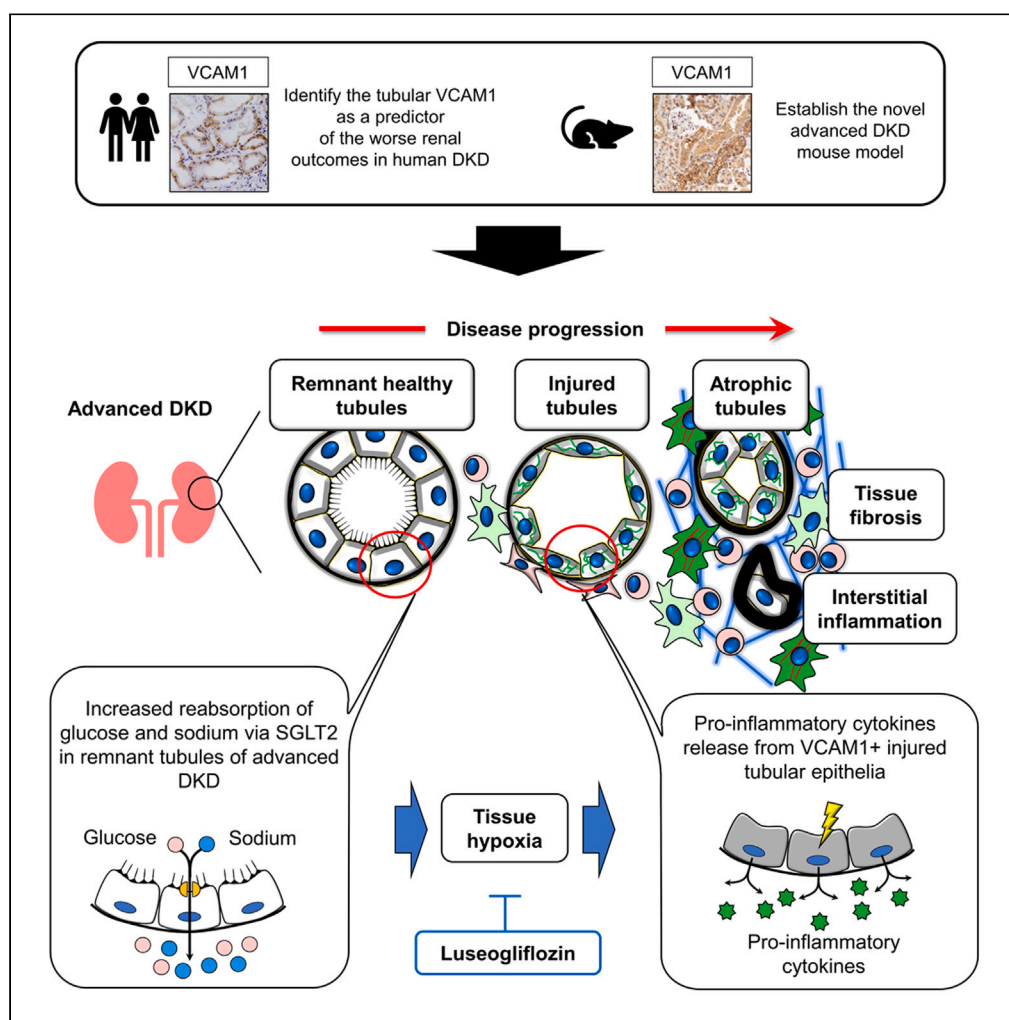 VCAM1
Identify the tubular VCAM1
as a predictor
of the worse renal
outcomes in human DKD
VCAM1
Establish the novel
advanced DKD
mouse model
Disease progression
Advanced DKD
Remnant healthy
tubules
Injured
tubules
Atrophic
tubules
Tissue
fibrosis
Interstitial
inflammation
Increased reabsorption of
glucose and sodium via SGLT2
in remnant tubules of advanced
DKD
Glucose
Sodium
Tissue
hypoxia
Luseogliflozin
Pro-inflammatory cytokines
release from VCAM1+ injured
tubular epithelia
Pro-inflammatory
cytokines